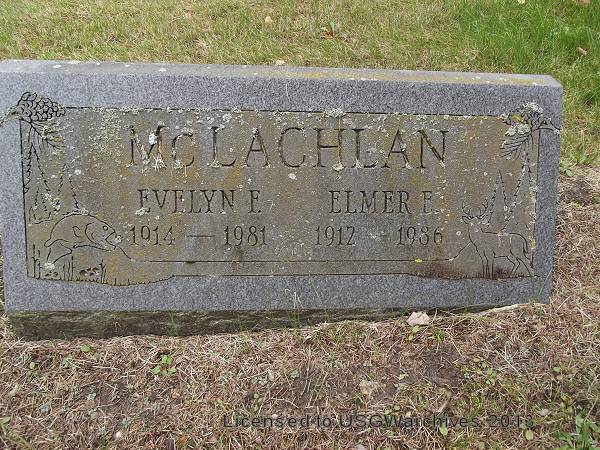 McLACHLAN
EVELYN F. ELMER E.
1914 — 1981 1912 — 1986
Licensed to USGWarchives 2013